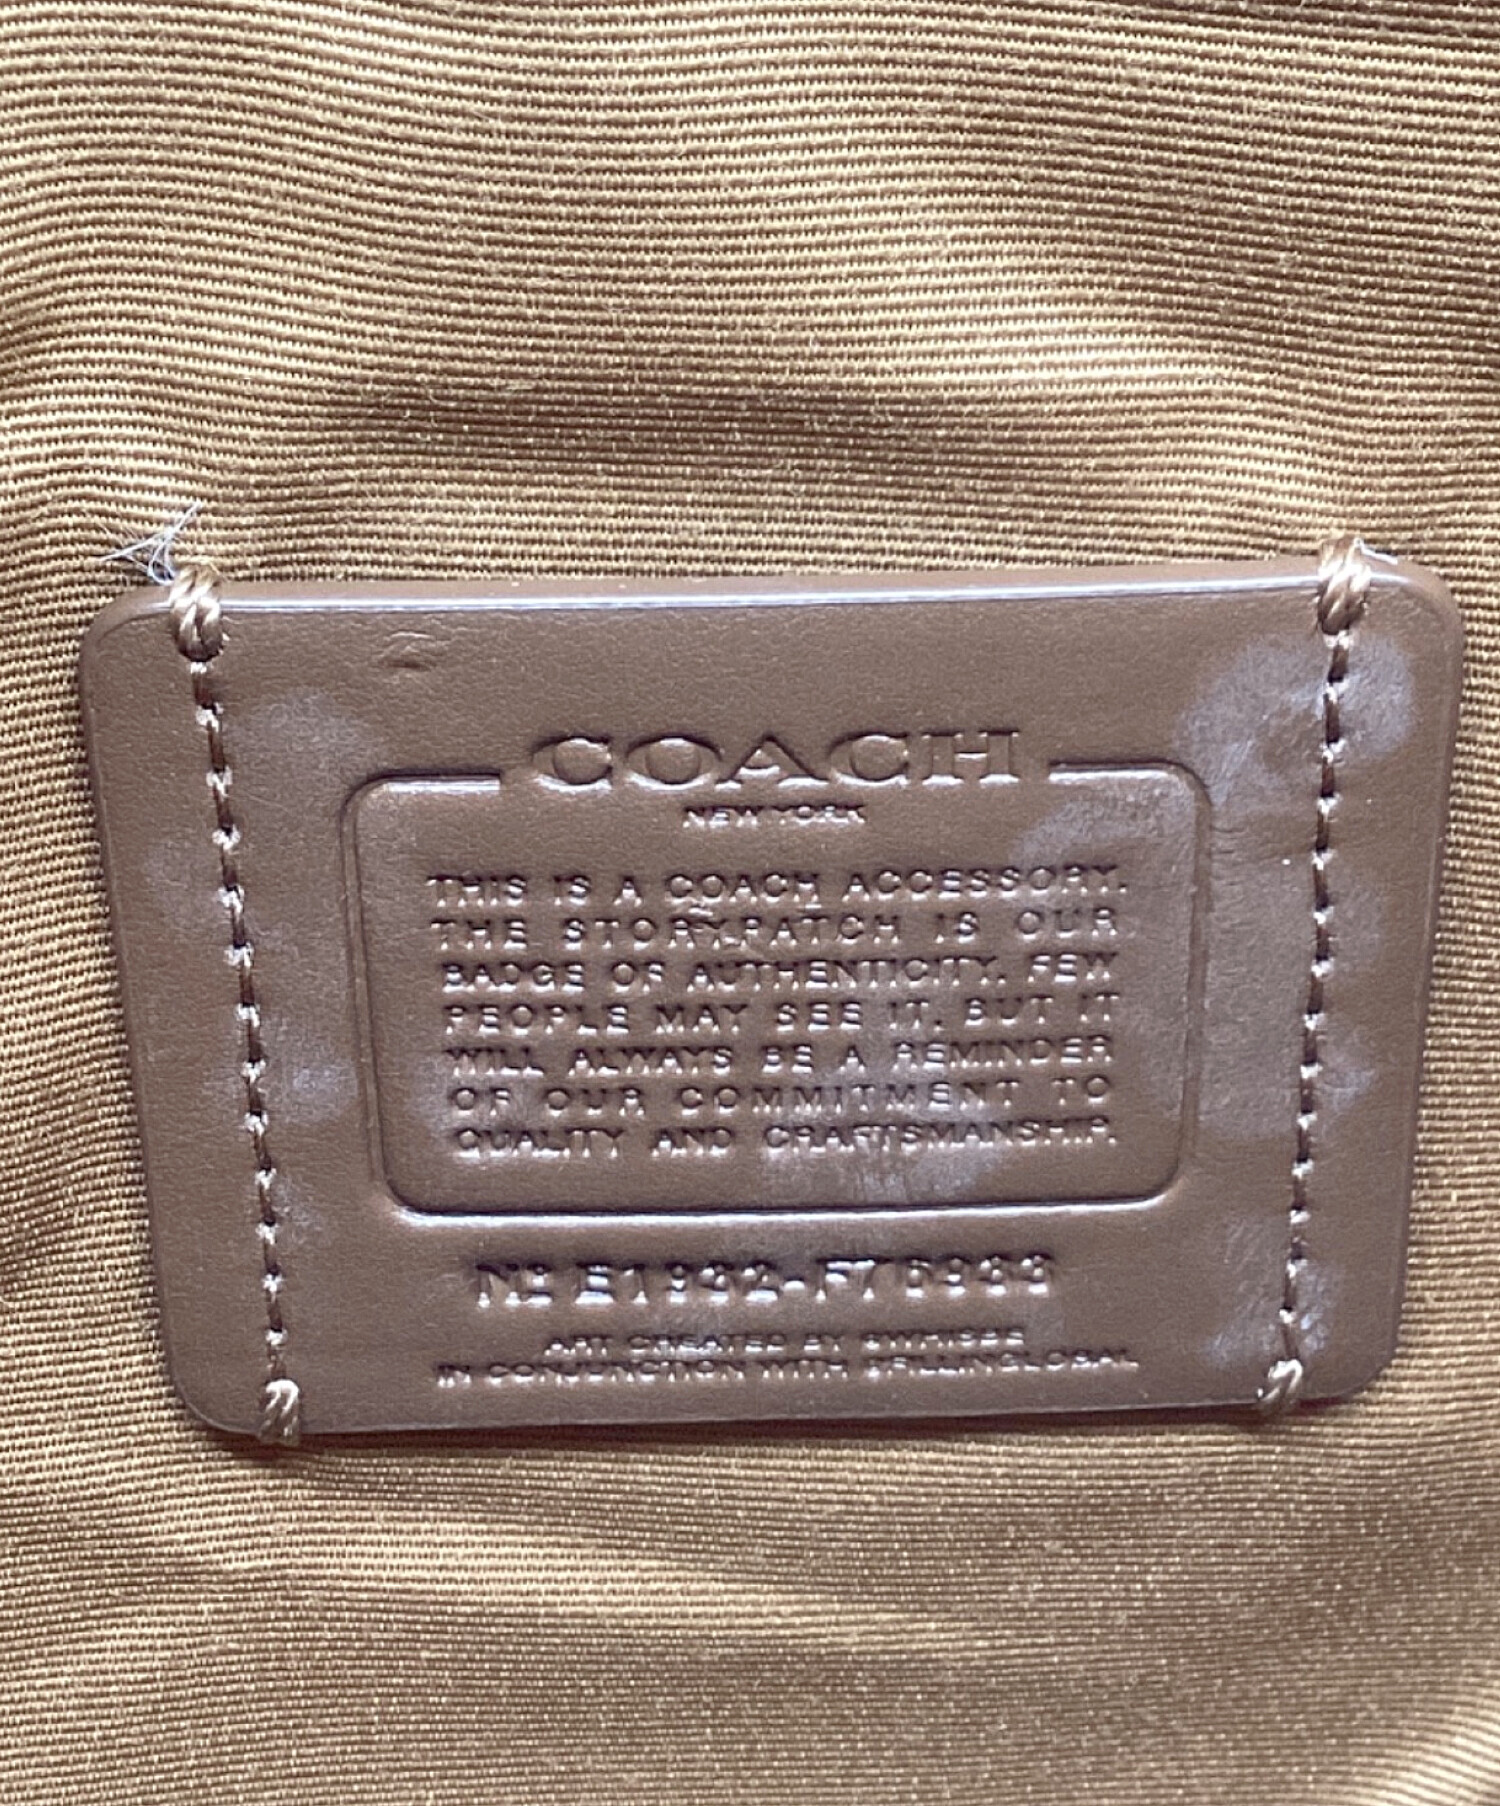 COACH
NEW YORK
THIS IS A COACH ACCESSORY.
THE STORYPATCH IS OUR
BADGE OF AUTHENTICITY. FEW
PEOPLE MAY SEE IT, BUT IT
WILL ALWAYS BE A REMINDER
OF OUR COMMITMENT TO
QUALITY AND CRAFTSMANSHIP.
No
ART CREATED BY @WHISBE
IN CONJUNCTION WITH